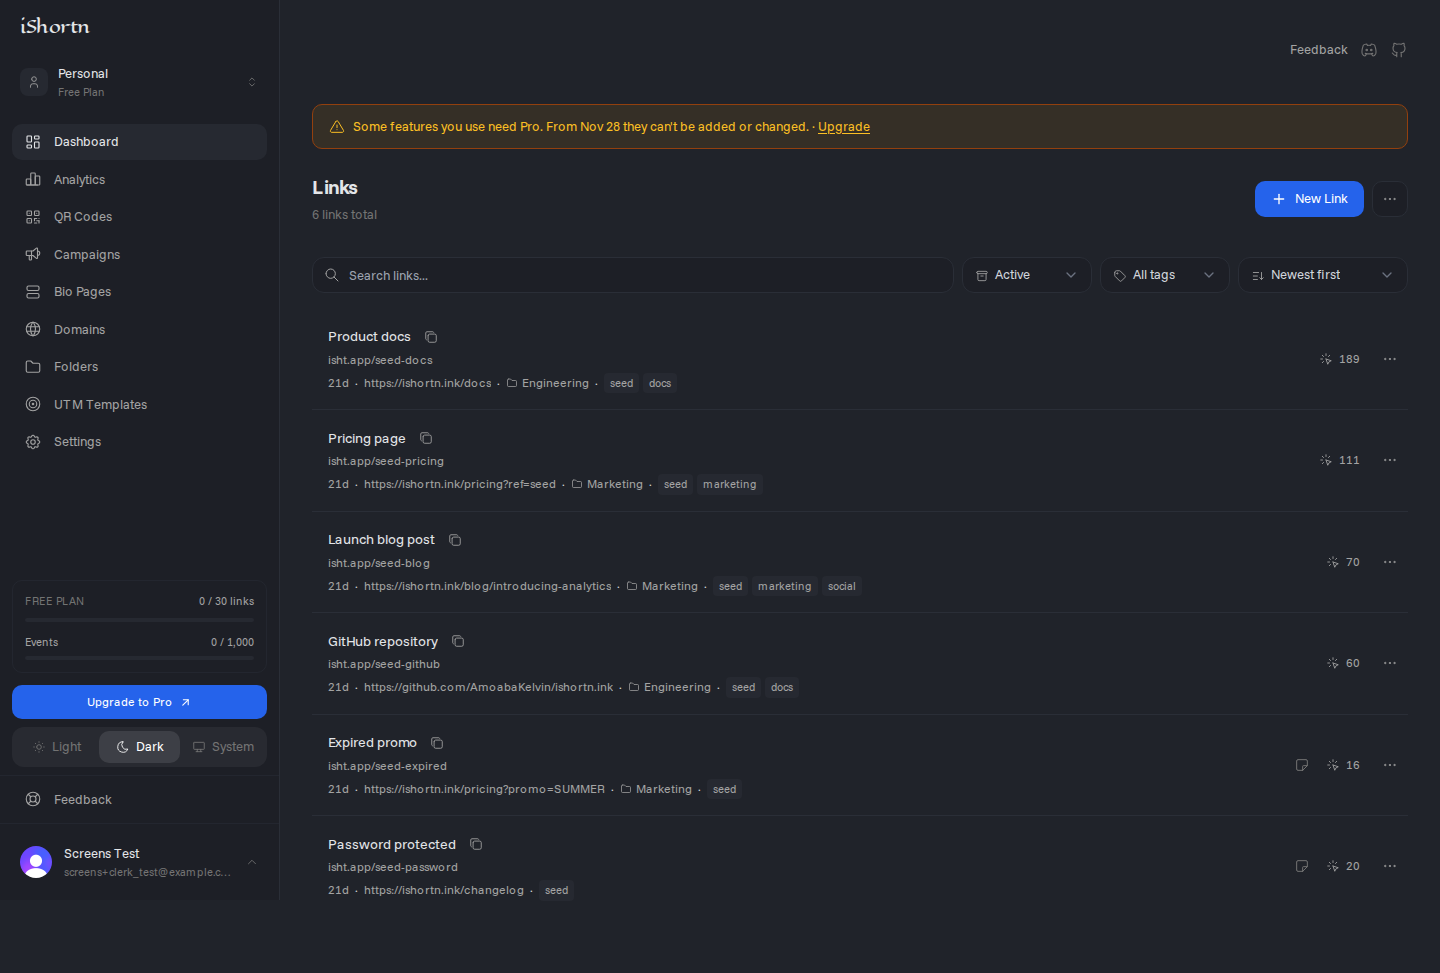 iShortn
Personal
Free Plan
Dashboard
Analytics
QR Codes
Campaigns
Bio Pages
Domains
Folders
UTM Templates
Settings
FREE PLAN 0 / 30 links
Events 0 / 1,000
Upgrade to Pro
Light Dark System
Feedback
Screens Test
screens+clerk_test@example.c...
Feedback
Some features you use need Pro. From Nov 28 they can't be added or changed. · Upgrade
Links
6 links total
New Link
Search links...
Active
All tags
Newest first
Product docs
isht.app/seed-docs
21d · https://ishortn.ink/docs · Engineering · seed docs
189
Pricing page
isht.app/seed-pricing
21d · https://ishortn.ink/pricing?ref=seed · Marketing · seed marketing
111
Launch blog post
isht.app/seed-blog
21d · https://ishortn.ink/blog/introducing-analytics · Marketing · seed marketing social
70
GitHub repository
isht.app/seed-github
21d · https://github.com/AmoabaKelvin/ishortn.ink · Engineering · seed docs
60
Expired promo
isht.app/seed-expired
21d · https://ishortn.ink/pricing?promo=SUMMER · Marketing · seed
16
Password protected
isht.app/seed-password
21d · https://ishortn.ink/changelog · seed
20